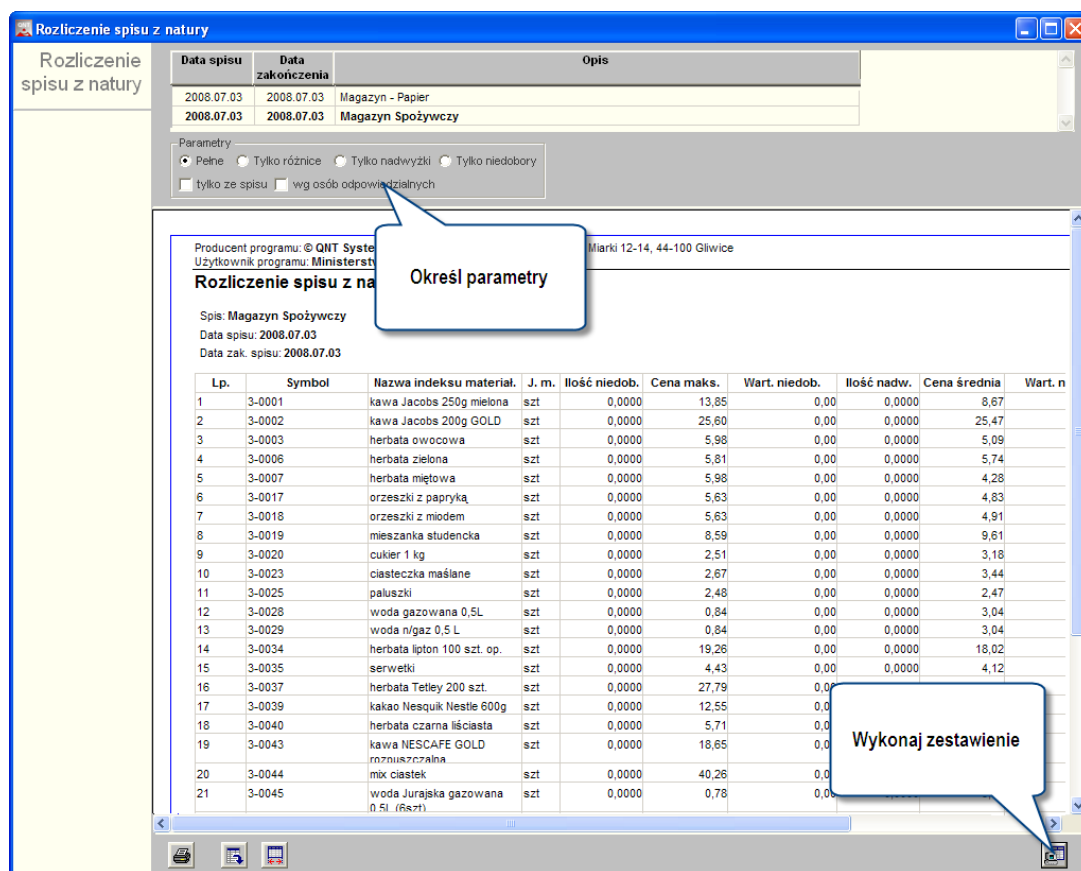 Rozliczenie spisu z natury
Rozliczenie
spisu z natury
Data spisu Data zakończenia Opis
2008.07.03 2008.07.03 Magazyn - Papier
2008.07.03 2008.07.03 Magazyn Spożywczy
Parametry
Pełne Tylko różnice Tylko nadwyżki Tylko niedobory
tylko ze spisu wg osób odpowiedzialnych
Określ parametry
Producent programu: © QNT Syste Miarki 12-14, 44-100 Gliwice
Użytkownik programu: Ministerstw
Rozliczenie spisu z na
Spis: Magazyn Spożywczy
Data spisu: 2008.07.03
Data zak. spisu: 2008.07.03
Lp. Symbol Nazwa indeksu materiał. J. m. Ilość niedob. Cena maks. Wart. niedob. Ilość nadw. Cena średnia Wart. n
1 3-0001 kawa Jacobs 250g mielona szt 0,0000 13,85 0,00 0,0000 8,67
2 3-0002 kawa Jacobs 200g GOLD szt 0,0000 25,60 0,00 0,0000 25,47
3 3-0003 herbata owocowa szt 0,0000 5,98 0,00 0,0000 5,09
4 3-0006 herbata zielona szt 0,0000 5,81 0,00 0,0000 5,74
5 3-0007 herbata miętowa szt 0,0000 5,98 0,00 0,0000 4,28
6 3-0017 orzeszki z papryką szt 0,0000 5,63 0,00 0,0000 4,83
7 3-0018 orzeszki z miodem szt 0,0000 5,63 0,00 0,0000 4,91
8 3-0019 mieszanka studencka szt 0,0000 8,59 0,00 0,0000 9,61
9 3-0020 cukier 1 kg szt 0,0000 2,51 0,00 0,0000 3,18
10 3-0023 ciasteczka maślane szt 0,0000 2,67 0,00 0,0000 3,44
11 3-0025 paluszki szt 0,0000 2,48 0,00 0,0000 2,47
12 3-0028 woda gazowana 0,5L szt 0,0000 0,84 0,00 0,0000 3,04
13 3-0029 woda n/gaz 0,5 L szt 0,0000 0,84 0,00 0,0000 3,04
14 3-0034 herbata lipton 100 szt. op. szt 0,0000 19,26 0,00 0,0000 18,02
15 3-0035 serwetki szt 0,0000 4,43 0,00 0,0000 4,12
16 3-0037 herbata Tetley 200 szt. szt 0,0000 27,79 0,0
17 3-0039 kakao Nesquik Nestle 600g szt 0,0000 12,55 0,0
18 3-0040 herbata czarna liściasta szt 0,0000 5,71 0,0
19 3-0043 kawa NESCAFE GOLD szt 0,0000 18,65 0,0
rozpuszczalna
20 3-0044 mix ciastek szt 0,0000 40,26 0,0
21 3-0045 woda Jurajska gazowana szt 0,0000 0,78 0,0
0,5L (6szt)
Wykonaj zestawienie